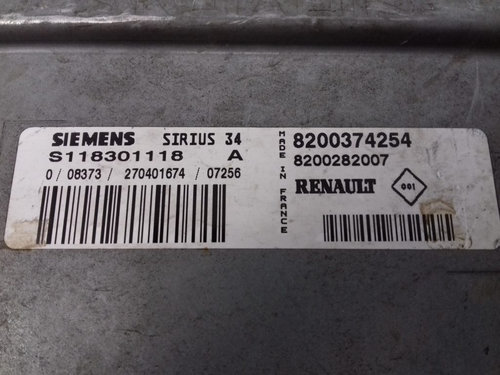 SIEMENS SIRIUS 34
S118301118 A
0 / 08373 / 270401674 / 07256
MADE IN FRANCE
8200374254
8200282007
RENAULT 001